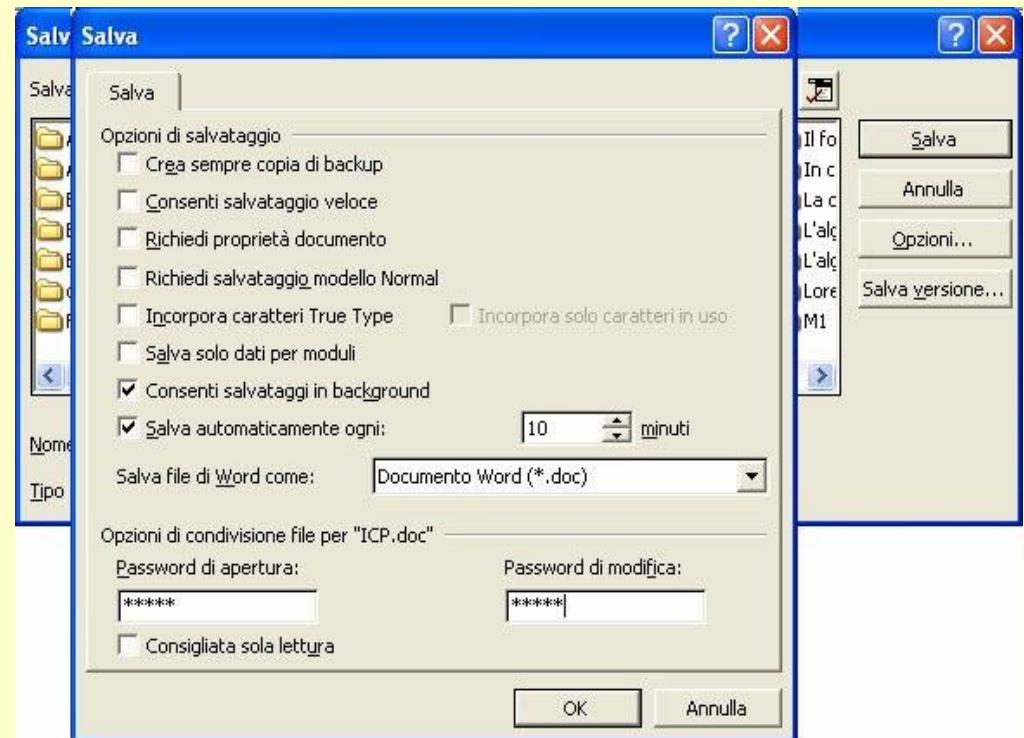 Salv
Salva
Salva
Salva
Opzioni di salvataggio
Crea sempre copia di backup
Consenti salvataggio veloce
Richiedi proprietà documento
Richiedi salvataggio modello Normal
Incorpora caratteri True Type Incorpora solo caratteri in uso
Salva solo dati per moduli
Consenti salvataggi in background
Salva automaticamente ogni: 10 minuti
Salva file di Word come: Documento Word (*.doc)
Opzioni di condivisione file per "ICP.doc"
Password di apertura: Password di modifica:
***** *****
Consigliata sola lettura
OK Annulla
Il fo
In c
La c
L'alg
L'alg
Lore
M1
Salva
Annulla
Opzioni...
Salva versione...
Nome
Tipo